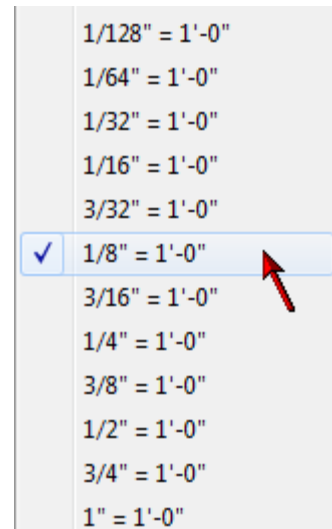 1/128" = 1'-0"
1/64" = 1'-0"
1/32" = 1'-0"
1/16" = 1'-0"
3/32" = 1'-0"
1/8" = 1'-0"
3/16" = 1'-0"
1/4" = 1'-0"
3/8" = 1'-0"
1/2" = 1'-0"
3/4" = 1'-0"
1" = 1'-0"